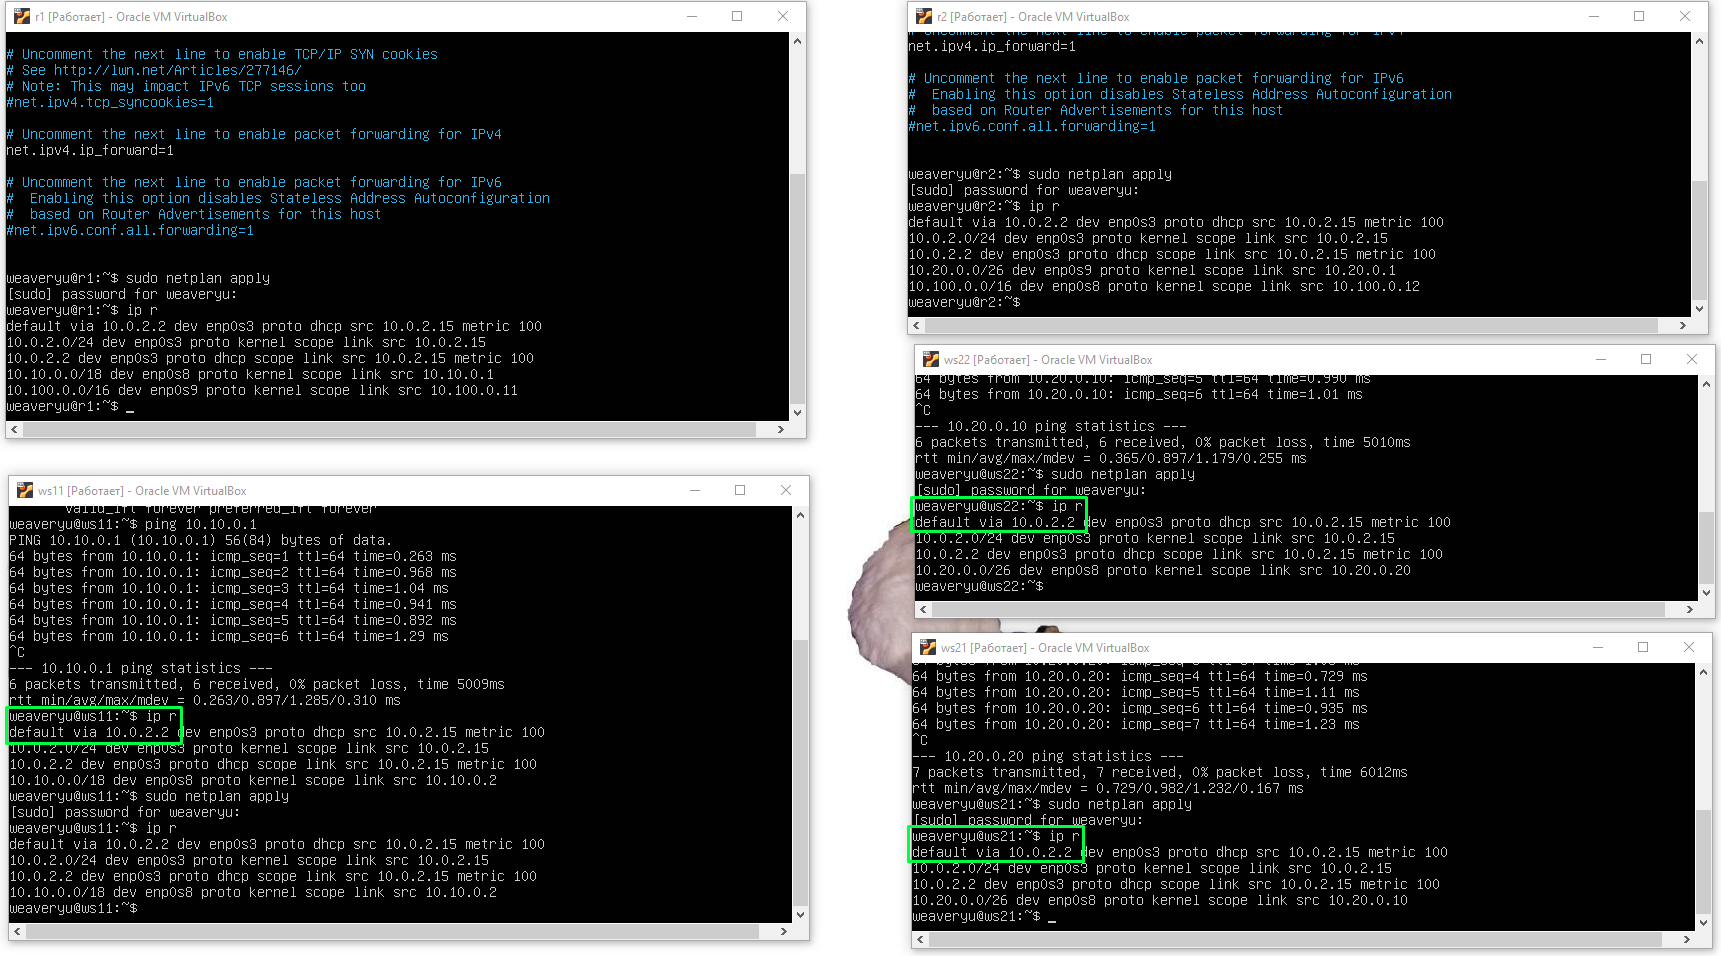 r1 [Работает] - Oracle VM VirtualBox
# Uncomment the next line to enable TCP/IP SYN cookies
# See http://lwn.net/Articles/277146/
# Note: This may impact IPv6 TCP sessions too
#net.ipv4.tcp_syncookies=1
# Uncomment the next line to enable packet forwarding for IPv4
net.ipv4.ip_forward=1
# Uncomment the next line to enable packet forwarding for IPv6
#  Enabling this option disables Stateless Address Autoconfiguration
#  based on Router Advertisements for this host
#net.ipv6.conf.all.forwarding=1
weaveryu@r1:~$ sudo netplan apply
[sudo] password for weaveryu:
weaveryu@r1:~$ ip r
default via 10.0.2.2 dev enp0s3 proto dhcp src 10.0.2.15 metric 100
10.0.2.0/24 dev enp0s3 proto kernel scope link src 10.0.2.15
10.0.2.2 dev enp0s3 proto dhcp scope link src 10.0.2.15 metric 100
10.10.0.0/18 dev enp0s8 proto kernel scope link src 10.10.0.1
10.100.0.0/16 dev enp0s9 proto kernel scope link src 10.100.0.11
weaveryu@r1:~$ _
r2 [Работает] - Oracle VM VirtualBox
# Uncomment the next line to enable packet forwarding for IPv4
net.ipv4.ip_forward=1
# Uncomment the next line to enable packet forwarding for IPv6
#  Enabling this option disables Stateless Address Autoconfiguration
#  based on Router Advertisements for this host
#net.ipv6.conf.all.forwarding=1
weaveryu@r2:~$ sudo netplan apply
[sudo] password for weaveryu:
weaveryu@r2:~$ ip r
default via 10.0.2.2 dev enp0s3 proto dhcp src 10.0.2.15 metric 100
10.0.2.0/24 dev enp0s3 proto kernel scope link src 10.0.2.15
10.0.2.2 dev enp0s3 proto dhcp scope link src 10.0.2.15 metric 100
10.20.0.0/26 dev enp0s9 proto kernel scope link src 10.20.0.1
10.100.0.0/16 dev enp0s8 proto kernel scope link src 10.100.0.12
weaveryu@r2:~$
ws22 [Работает] - Oracle VM VirtualBox
64 bytes from 10.20.0.10: icmp_seq=5 ttl=64 time=0.990 ms
64 bytes from 10.20.0.10: icmp_seq=6 ttl=64 time=1.01 ms
^C
--- 10.20.0.10 ping statistics ---
6 packets transmitted, 6 received, 0% packet loss, time 5010ms
rtt min/avg/max/mdev = 0.365/0.897/1.179/0.255 ms
weaveryu@ws22:~$ sudo netplan apply
[sudo] password for weaveryu:
weaveryu@ws22:~$ ip r
default via 10.0.2.2 dev enp0s3 proto dhcp src 10.0.2.15 metric 100
10.0.2.0/24 dev enp0s3 proto kernel scope link src 10.0.2.15
10.0.2.2 dev enp0s3 proto dhcp scope link src 10.0.2.15 metric 100
10.20.0.0/26 dev enp0s8 proto kernel scope link src 10.20.0.20
weaveryu@ws22:~$
ws11 [Работает] - Oracle VM VirtualBox
valid_lft forever preferred_lft forever
weaveryu@ws11:~$ ping 10.10.0.1
PING 10.10.0.1 (10.10.0.1) 56(84) bytes of data.
64 bytes from 10.10.0.1: icmp_seq=1 ttl=64 time=0.263 ms
64 bytes from 10.10.0.1: icmp_seq=2 ttl=64 time=0.968 ms
64 bytes from 10.10.0.1: icmp_seq=3 ttl=64 time=1.04 ms
64 bytes from 10.10.0.1: icmp_seq=4 ttl=64 time=0.941 ms
64 bytes from 10.10.0.1: icmp_seq=5 ttl=64 time=0.892 ms
64 bytes from 10.10.0.1: icmp_seq=6 ttl=64 time=1.29 ms
^C
--- 10.10.0.1 ping statistics ---
6 packets transmitted, 6 received, 0% packet loss, time 5009ms
rtt min/avg/max/mdev = 0.263/0.897/1.285/0.310 ms
weaveryu@ws11:~$ ip r
default via 10.0.2.2 dev enp0s3 proto dhcp src 10.0.2.15 metric 100
10.0.2.0/24 dev enp0s3 proto kernel scope link src 10.0.2.15
10.0.2.2 dev enp0s3 proto dhcp scope link src 10.0.2.15 metric 100
10.10.0.0/18 dev enp0s8 proto kernel scope link src 10.10.0.2
weaveryu@ws11:~$ sudo netplan apply
[sudo] password for weaveryu:
weaveryu@ws11:~$ ip r
default via 10.0.2.2 dev enp0s3 proto dhcp src 10.0.2.15 metric 100
10.0.2.0/24 dev enp0s3 proto kernel scope link src 10.0.2.15
10.0.2.2 dev enp0s3 proto dhcp scope link src 10.0.2.15 metric 100
10.10.0.0/18 dev enp0s8 proto kernel scope link src 10.10.0.2
weaveryu@ws11:~$
ws21 [Работает] - Oracle VM VirtualBox
64 bytes from 10.20.0.20: icmp_seq=4 ttl=64 time=0.729 ms
64 bytes from 10.20.0.20: icmp_seq=5 ttl=64 time=1.11 ms
64 bytes from 10.20.0.20: icmp_seq=6 ttl=64 time=0.935 ms
64 bytes from 10.20.0.20: icmp_seq=7 ttl=64 time=1.23 ms
^C
--- 10.20.0.20 ping statistics ---
7 packets transmitted, 7 received, 0% packet loss, time 6012ms
rtt min/avg/max/mdev = 0.729/0.982/1.232/0.167 ms
weaveryu@ws21:~$ sudo netplan apply
[sudo] password for weaveryu:
weaveryu@ws21:~$ ip r
default via 10.0.2.2 dev enp0s3 proto dhcp src 10.0.2.15 metric 100
10.0.2.0/24 dev enp0s3 proto kernel scope link src 10.0.2.15
10.0.2.2 dev enp0s3 proto dhcp scope link src 10.0.2.15 metric 100
10.20.0.0/26 dev enp0s8 proto kernel scope link src 10.20.0.10
weaveryu@ws21:~$ _